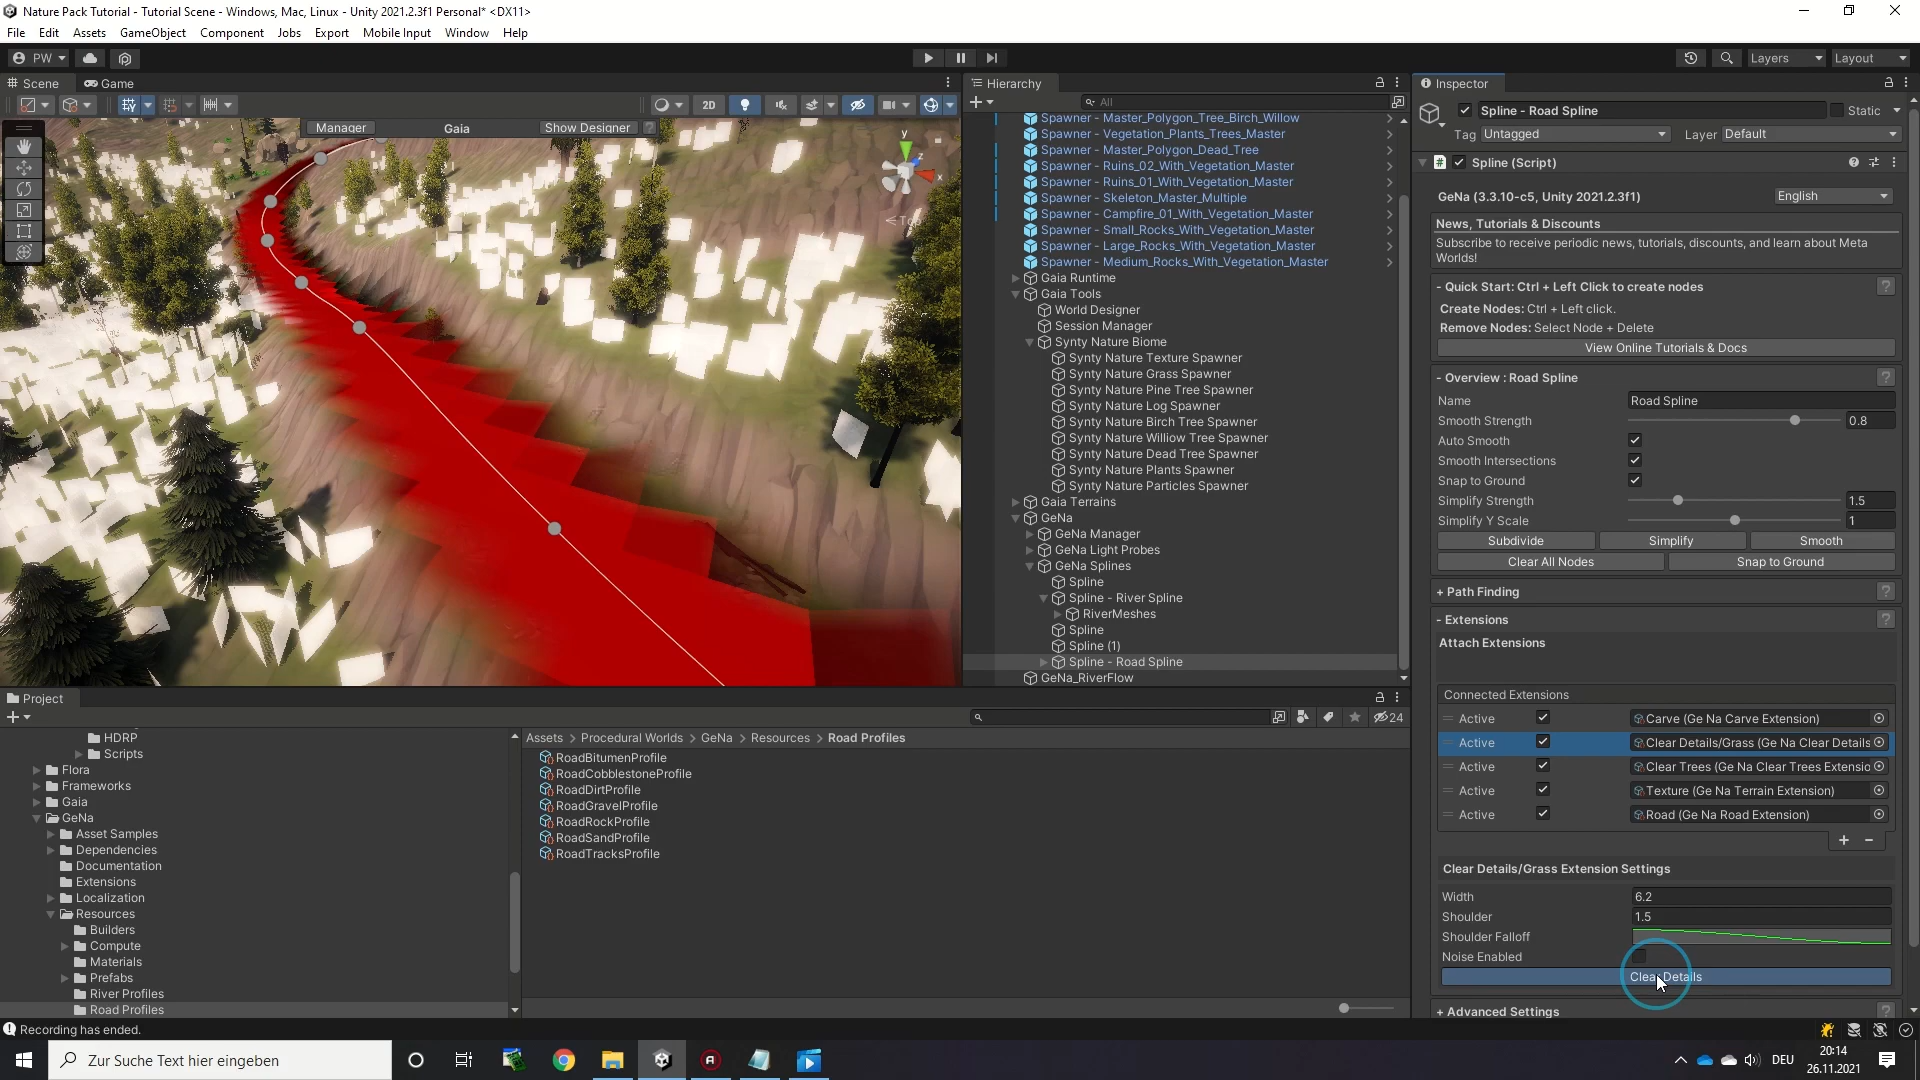 Nature Pack Tutorial - Tutorial Scene - Windows, Mac, Linux - Unity 2021.2.3f1 Personal* <DX11>
File Edit Assets GameObject Component Jobs Export Mobile Input Window Help
PW
Layers
Layout
Scene
Game
2D
Manager
Gaia
Show Designer
?
y
x
Hierarchy
All
Spawner - Master_Polygon_Tree_Birch_Willow
Spawner - Vegetation_Plants_Trees_Master
Spawner - Master_Polygon_Dead_Tree
Spawner - Ruins_02_With_Vegetation_Master
Spawner - Ruins_01_With_Vegetation_Master
Spawner - Skeleton_Master_Multiple
Spawner - Campfire_01_With_Vegetation_Master
Spawner - Small_Rocks_With_Vegetation_Master
Spawner - Large_Rocks_With_Vegetation_Master
Spawner - Medium_Rocks_With_Vegetation_Master
Gaia Runtime
Gaia Tools
World Designer
Session Manager
Synty Nature Biome
Synty Nature Texture Spawner
Synty Nature Grass Spawner
Synty Nature Pine Tree Spawner
Synty Nature Log Spawner
Synty Nature Birch Tree Spawner
Synty Nature Williow Tree Spawner
Synty Nature Dead Tree Spawner
Synty Nature Plants Spawner
Synty Nature Particles Spawner
Gaia Terrains
GeNa
GeNa Manager
GeNa Light Probes
GeNa Splines
Spline
Spline - River Spline
RiverMeshes
Spline
Spline (1)
Spline - Road Spline
GeNa_RiverFlow
Inspector
Spline - Road Spline
Static
Tag Untagged
Layer Default
Spline (Script)
GeNa (3.3.10-c5, Unity 2021.2.3f1)
English
News, Tutorials & Discounts
Subscribe to receive periodic news, tutorials, discounts, and learn about Meta
Worlds!
- Quick Start: Ctrl + Left Click to create nodes
?
Create Nodes: Ctrl + Left click.
Remove Nodes: Select Node + Delete
View Online Tutorials & Docs
- Overview : Road Spline
?
Name Road Spline
Smooth Strength 0.8
Auto Smooth
Smooth Intersections
Snap to Ground
Simplify Strength 1.5
Simplify Y Scale 1
Subdivide Simplify Smooth
Clear All Nodes Snap to Ground
+ Path Finding
?
- Extensions
?
Attach Extensions
Connected Extensions
Active Carve (Ge Na Carve Extension)
Active Clear Details/Grass (Ge Na Clear Details
Active Clear Trees (Ge Na Clear Trees Extensio
Active Texture (Ge Na Terrain Extension)
Active Road (Ge Na Road Extension)
+ -
Clear Details/Grass Extension Settings
Width 6.2
Shoulder 1.5
Shoulder Falloff
Noise Enabled
Clear Details
+ Advanced Settings
?
Project
24
HDRP
Scripts
Flora
Frameworks
Gaia
GeNa
Asset Samples
Dependencies
Documentation
Extensions
Localization
Resources
Builders
Compute
Materials
Prefabs
River Profiles
Road Profiles
Assets > Procedural Worlds > GeNa > Resources > Road Profiles
RoadBitumenProfile
RoadCobblestoneProfile
RoadDirtProfile
RoadGravelProfile
RoadRockProfile
RoadSandProfile
RoadTracksProfile
Recording has ended.
Zur Suche Text hier eingeben
DEU
20:14
26.11.2021